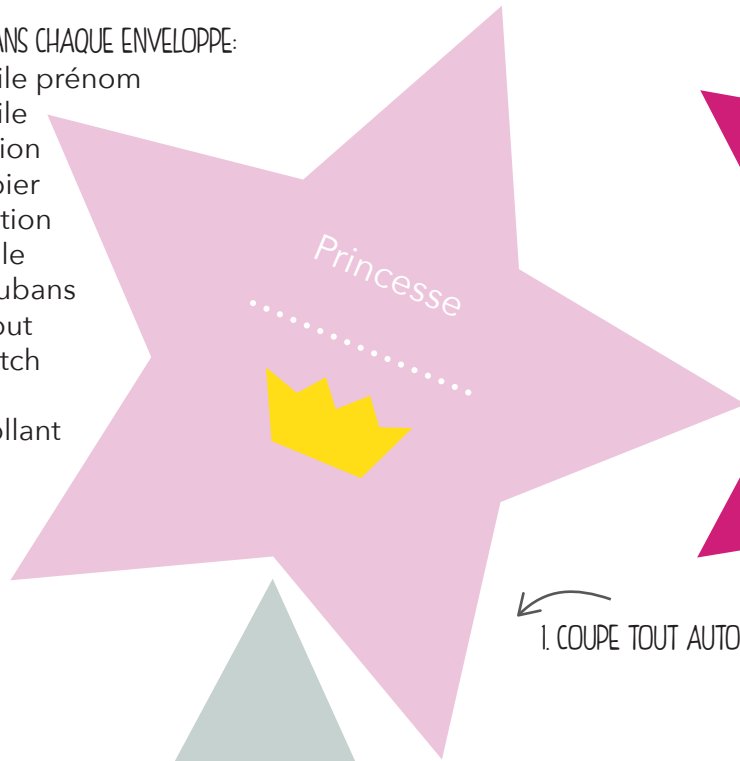 ANS CHAQUE ENVELOPPE:
ile prénom
ile
ion
pier
tion
le
ubans
out
tch
ollant
Princesse
1. COUPE TOUT AUTO